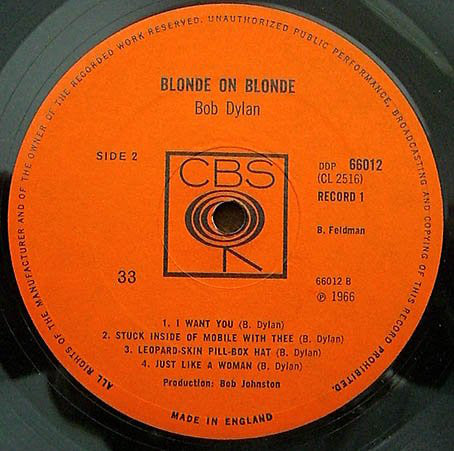 ALL RIGHTS OF THE MANUFACTURER AND OF THE OWNER OF THE RECORDED WORK RESERVED. UNAUTHORIZED PUBLIC PERFORMANCE, BROADCASTING AND COPYING OF THIS RECORD PROHIBITED.
BLONDE ON BLONDE
Bob Dylan
SIDE 2
CBS
DDP 66012
(CL 2516)
RECORD 1
B. Feldman
33
66012 B
℗ 1966
1. I WANT YOU (B. Dylan)
2. STUCK INSIDE OF MOBILE WITH THEE (B. Dylan)
3. LEOPARD-SKIN PILL-BOX HAT (B. Dylan)
4. JUST LIKE A WOMAN (B. Dylan)
Production: Bob Johnston
MADE IN ENGLAND